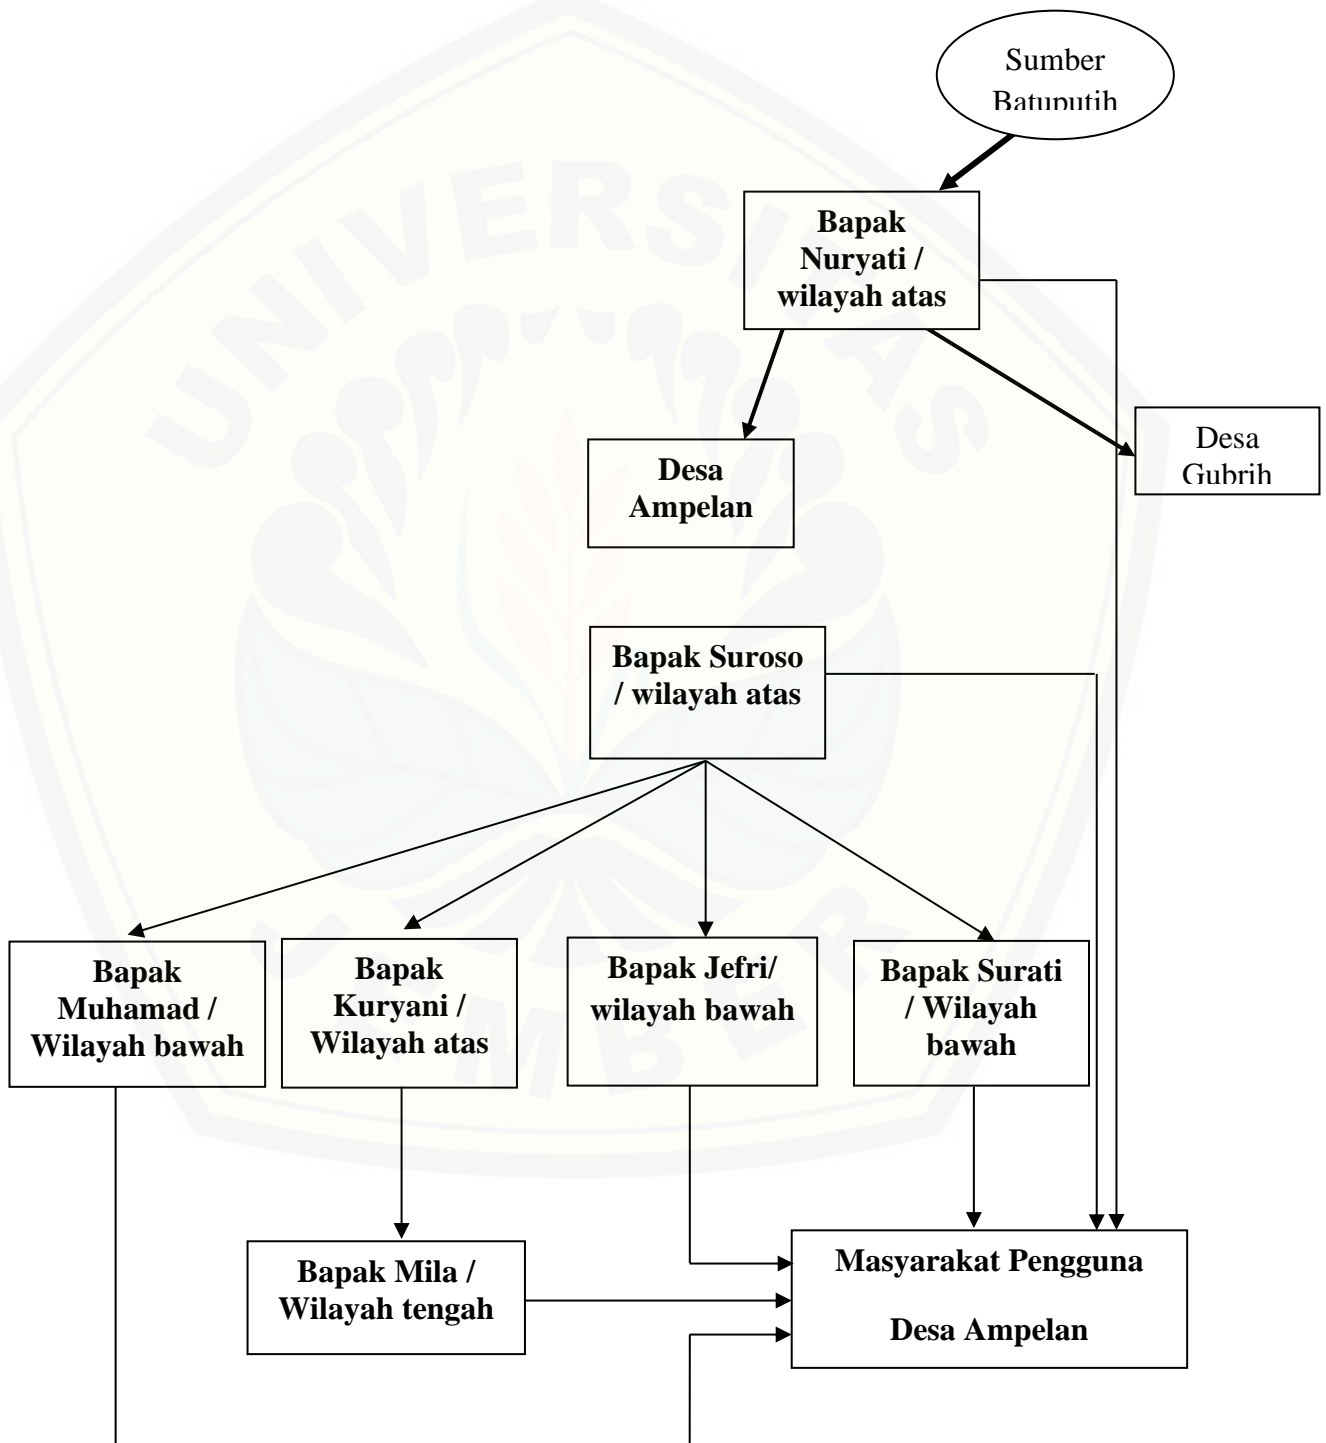 Sumber
Batuputih
Bapak
Nuryati /
wilayah atas
Desa
Gubrih
Desa
Ampelan
Bapak Suroso
/ wilayah atas
Bapak
Muhamad /
Wilayah bawah
Bapak
Kuryani /
Wilayah atas
Bapak Jefri/
wilayah bawah
Bapak Surati
/ Wilayah
bawah
Bapak Mila /
Wilayah tengah
Masyarakat Pengguna
Desa Ampelan
UNIVERSITAS
JEMBER